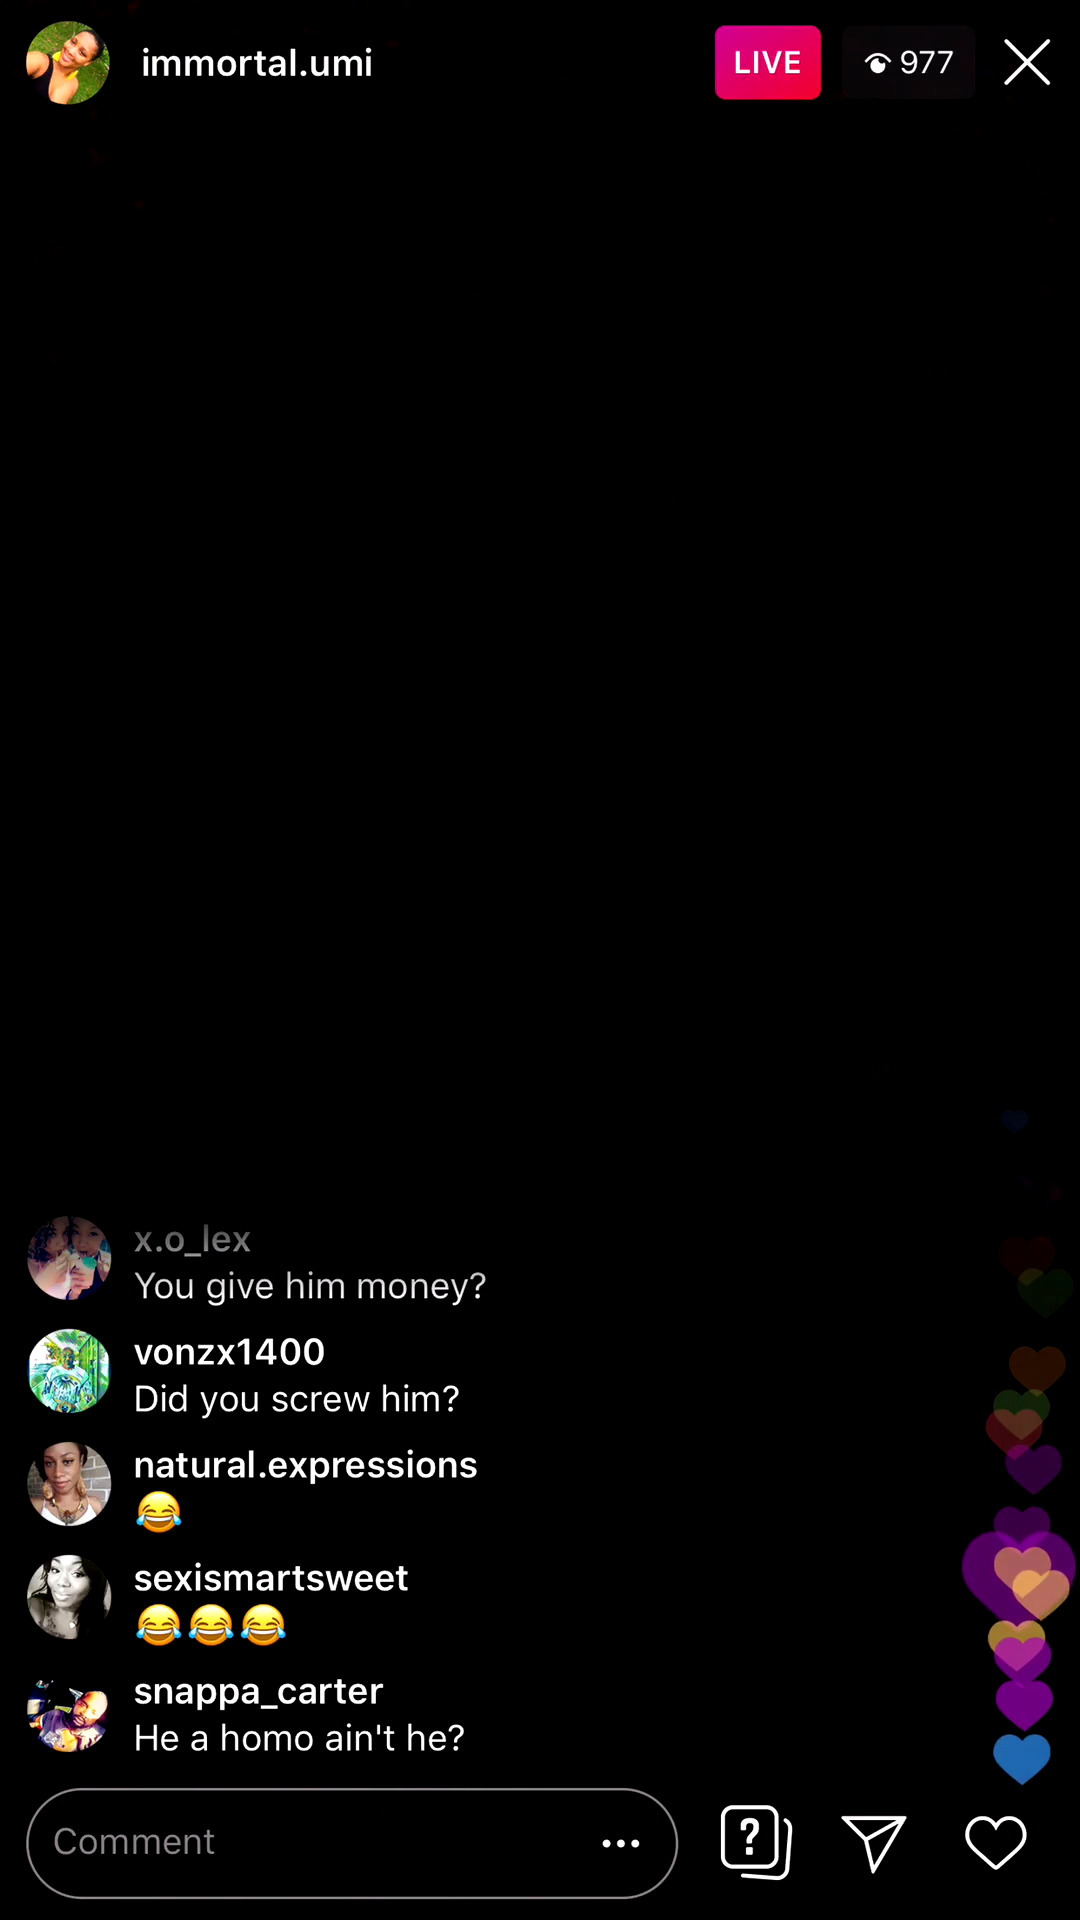 immortal.umi
LIVE
977
x.o_lex
You give him money?
vonzx1400
Did you screw him?
natural.expressions
😂
sexismartsweet
😂😂😂
snappa_carter
He a homo ain't he?
Comment
?